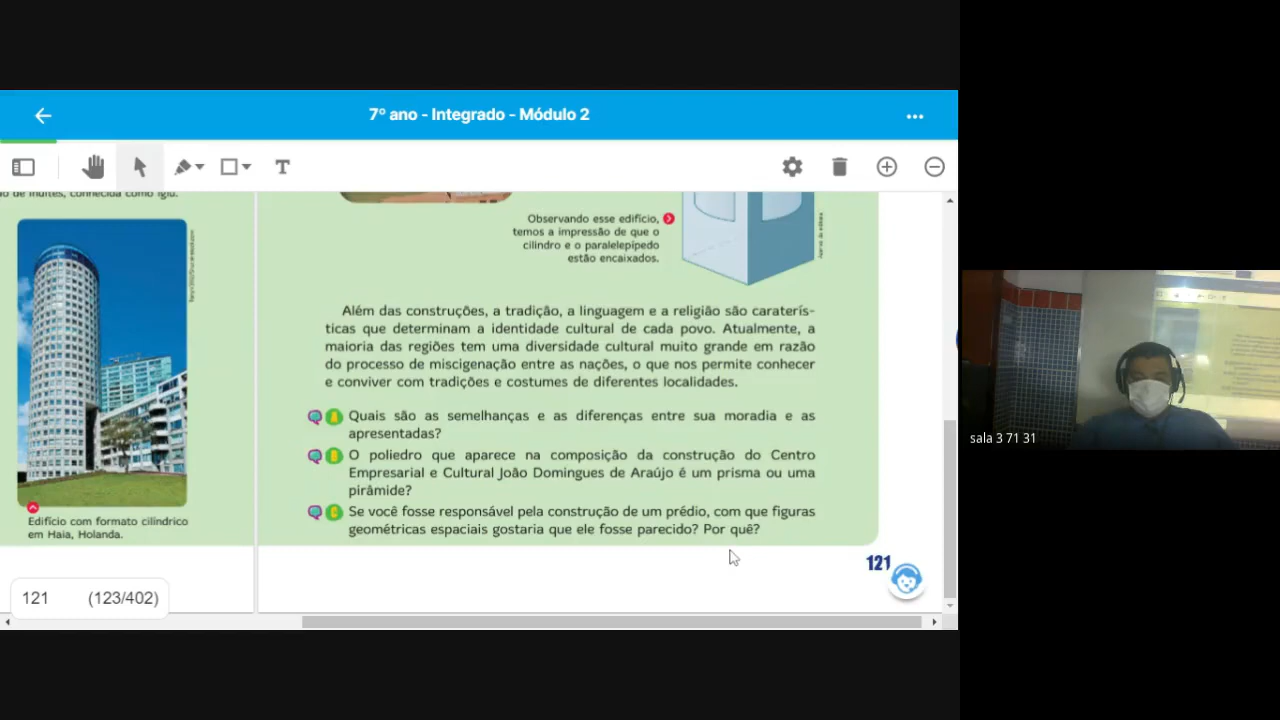 7º ano - Integrado - Módulo 2
T
conhecida como iglu.
Edifício com formato cilíndrico
em Haia, Holanda.
Observando esse edifício,
temos a impressão de que o
cilindro e o paralelepípedo
estão encaixados.
Além das construções, a tradição, a linguagem e a religião são caraterís-
ticas que determinam a identidade cultural de cada povo. Atualmente, a
maioria das regiões tem uma diversidade cultural muito grande em razão
do processo de miscigenação entre as nações, o que nos permite conhecer
e conviver com tradições e costumes de diferentes localidades.
A Quais são as semelhanças e as diferenças entre sua moradia e as
apresentadas?
O poliedro que aparece na composição da construção do Centro
Empresarial e Cultural João Domingues de Araújo é um prisma ou uma
pirâmide?
Se você fosse responsável pela construção de um prédio, com que figuras
geométricas espaciais gostaria que ele fosse parecido? Por quê?
121
121 (123/402)
sala 3 71 31